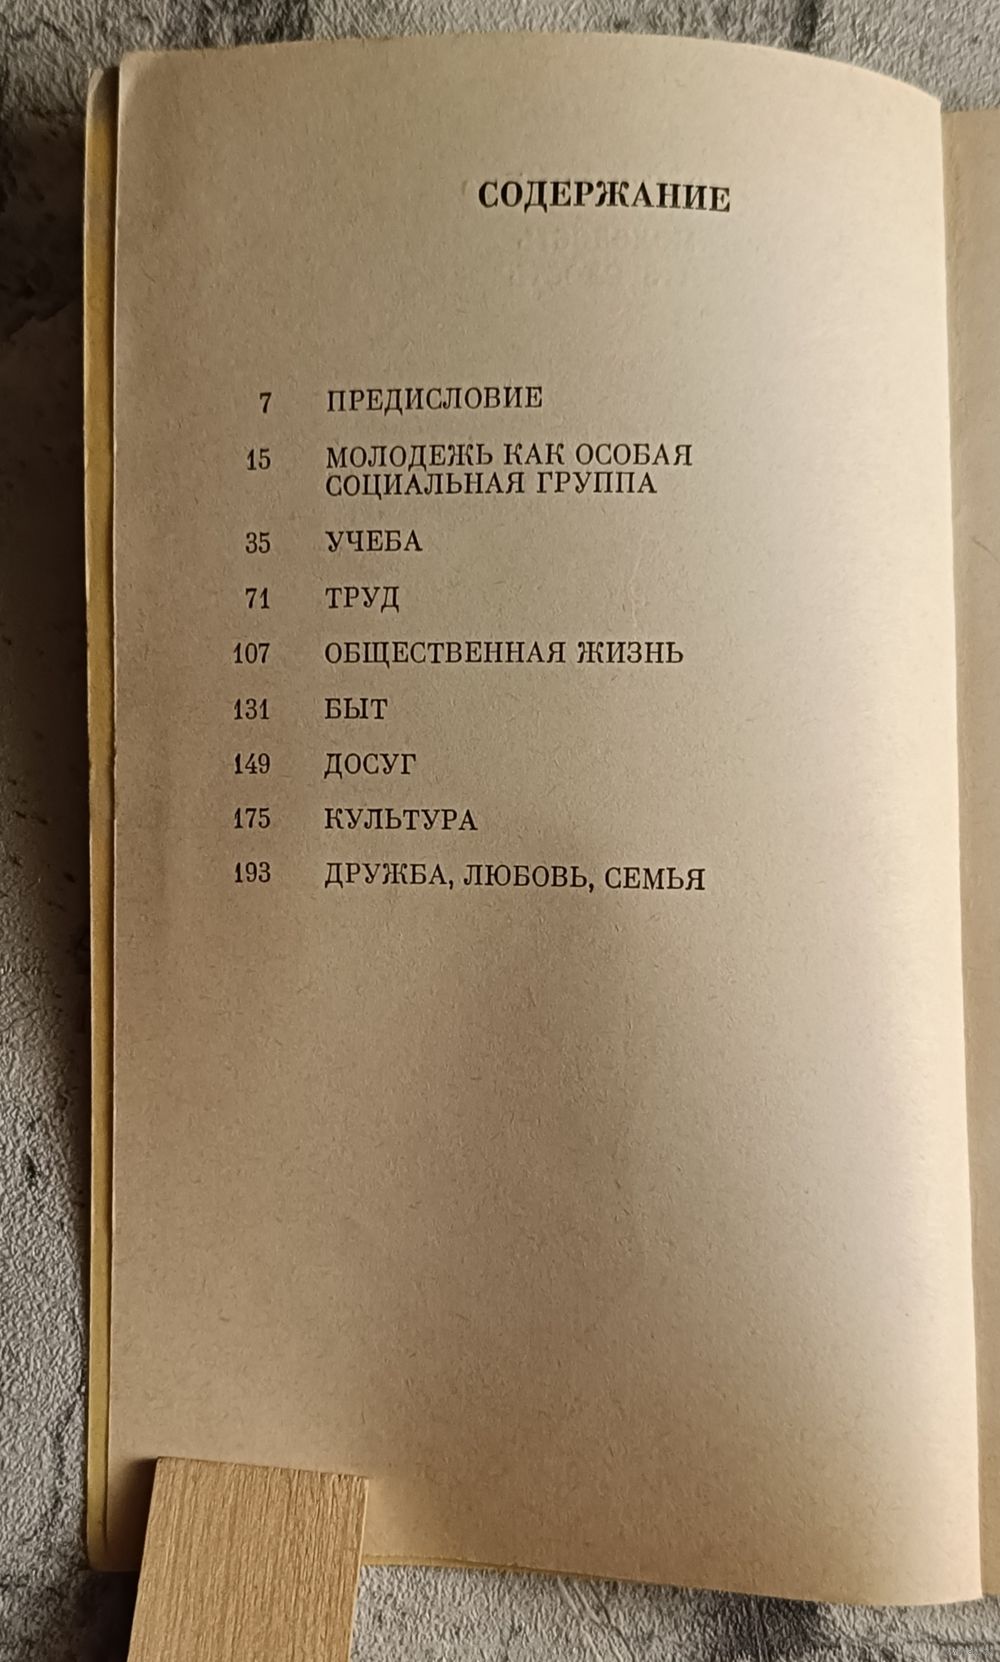 СОДЕРЖАНИЕ
7 ПРЕДИСЛОВИЕ
15 МОЛОДЕЖЬ КАК ОСОБАЯ
СОЦИАЛЬНАЯ ГРУППА
35 УЧЕБА
71 ТРУД
107 ОБЩЕСТВЕННАЯ ЖИЗНЬ
131 БЫТ
149 ДОСУГ
175 КУЛЬТУРА
193 ДРУЖБА, ЛЮБОВЬ, СЕМЬЯ